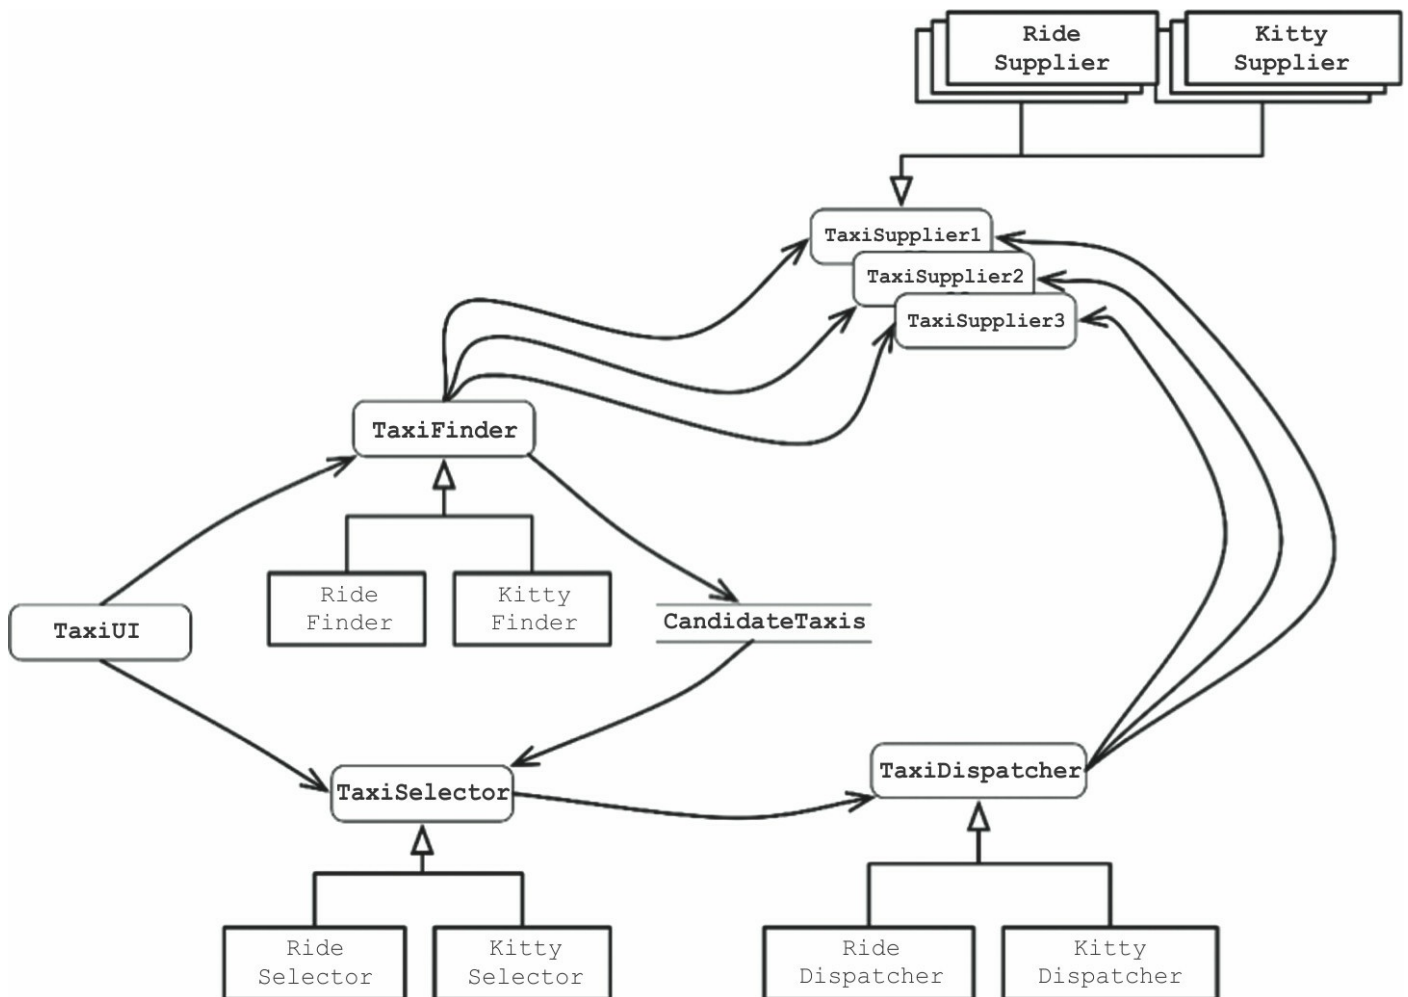 Ride
Supplier
Kitty
Supplier
TaxiSupplier1
TaxiSupplier2
TaxiSupplier3
TaxiFinder
Ride
Finder
Kitty
Finder
TaxiUI
CandidateTaxis
TaxiSelector
TaxiDispatcher
Ride
Selector
Kitty
Selector
Ride
Dispatcher
Kitty
Dispatcher